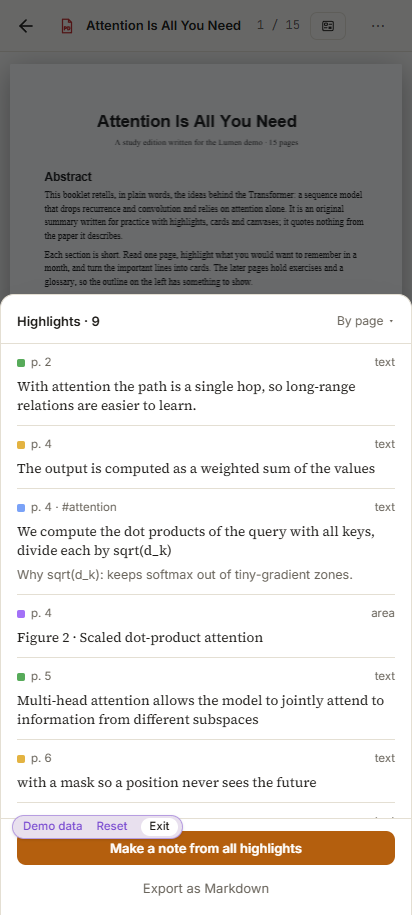 Attention Is All You Need 1 / 15
Attention Is All You Need
A study edition written for the Lumen demo · 15 pages
Abstract
This booklet retells, in plain words, the ideas behind the Transformer: a sequence model
that drops recurrence and convolution and relies on attention alone. It is an original
summary written for practice with highlights, cards and canvases; it quotes nothing from
the paper it describes.
Each section is short. Read one page, highlight what you would want to remember in a
month, and turn the important lines into cards. The later pages hold exercises and a
glossary, so the outline on the left has something to show.
Highlights · 9 By page
p. 2 text
With attention the path is a single hop, so long-range
relations are easier to learn.
p. 4 text
The output is computed as a weighted sum of the values
p. 4 · #attention text
We compute the dot products of the query with all keys,
divide each by sqrt(d_k)
Why sqrt(d_k): keeps softmax out of tiny-gradient zones.
p. 4 area
Figure 2 · Scaled dot-product attention
p. 5 text
Multi-head attention allows the model to jointly attend to
information from different subspaces
p. 6 text
with a mask so a position never sees the future
Demo data Reset Exit
Make a note from all highlights
Export as Markdown